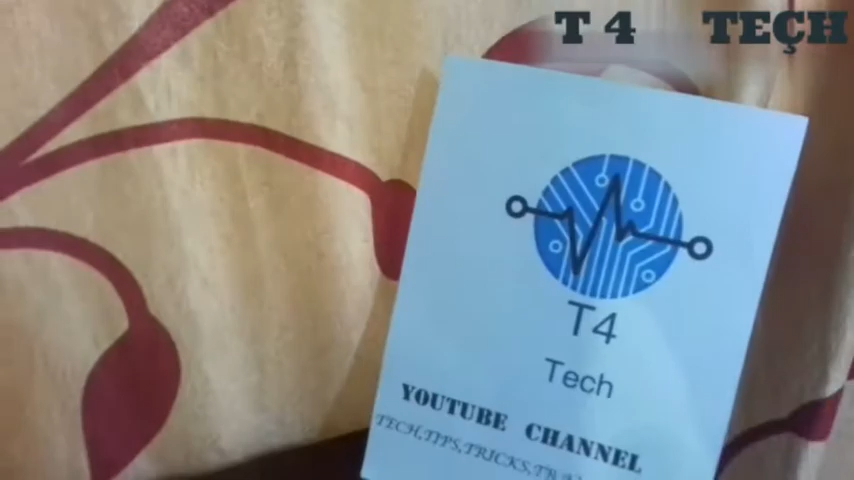 T 4 TEÇH
T4
Tech
YOUTUBE CHANNEL
TECH,TIPS,TRICKS,